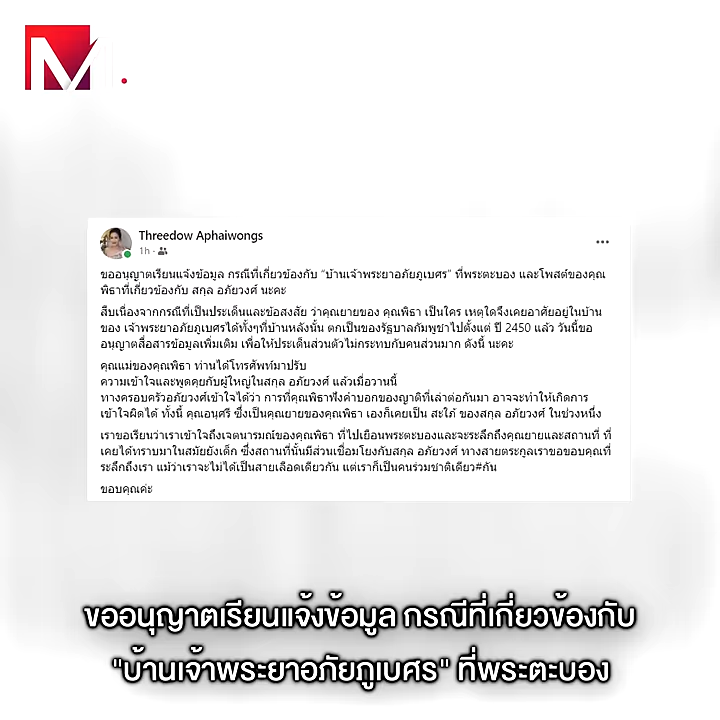 M.
Threedow Aphaiwongs
1h ·
ขออนุญาตเรียนแจ้งข้อมูล กรณีที่เกี่ยวข้องกับ "บ้านเจ้าพระยาอภัยภูเบศร" ที่พระตะบอง และโพสต์ของคุณ
พิธาที่เกี่ยวข้องกับ สกุล อภัยวงศ์ นะคะ
สืบเนื่องจากกรณีที่เป็นประเด็นและข้อสงสัย ว่าคุณยายของ คุณพิธา เป็นใคร เหตุใดจึงเคยอาศัยอยู่ในบ้าน
ของ เจ้าพระยาอภัยภูเบศรได้ทั้งๆที่บ้านหลังนั้น ตกเป็นของรัฐบาลกัมพูชาไปตั้งแต่ ปี 2450 แล้ว วันนี้ขอ
อนุญาตสื่อสารข้อมูลเพิ่มเติม เพื่อให้ประเด็นส่วนตัวไม่กระทบกับคนส่วนมาก ดังนี้ นะคะ
คุณแม่ของคุณพิธา ท่านได้โทรศัพท์มาปรับ
ความเข้าใจและพูดคุยกับผู้ใหญ่ในสกุล อภัยวงศ์ แล้วเมื่อวานนี้
ทางครอบครัวอภัยวงศ์เข้าใจได้ว่า การที่คุณพิธาฟังคำบอกของญาติที่เล่าต่อกันมา อาจจะทำให้เกิดการ
เข้าใจผิดได้ ทั้งนี้ คุณอนุศรี ซึ่งเป็นคุณยายของคุณพิธา เองก็เคยเป็น สะใภ้ ของสกุล อภัยวงศ์ ในช่วงหนึ่ง
เราขอเรียนว่าเราเข้าใจถึงเจตนารมณ์ของคุณพิธา ที่ไปเยือนพระตะบองและจะระลึกถึงคุณยายและสถานที่ ที่
เคยได้ทราบมาในสมัยยังเด็ก ซึ่งสถานที่นั้นมีส่วนเชื่อมโยงกับสกุล อภัยวงศ์ ทางสายตระกูลเราขอขอบคุณที่
ระลึกถึงเรา แม้ว่าเราจะไม่ได้เป็นสายเลือดเดียวกัน แต่เราก็เป็นคนร่วมชาติเดียว#กัน
ขอบคุณค่ะ
ขออนุญาตเรียนแจ้งข้อมูล กรณีที่เกี่ยวข้องกับ
"บ้านเจ้าพระยาอภัยภูเบศร" ที่พระตะบอง